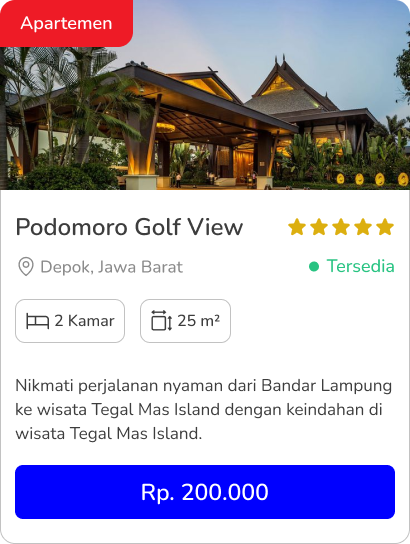 Apartemen
Podomoro Golf View
Depok, Jawa Barat
Tersedia
2 Kamar
25 m²
Nikmati perjalanan nyaman dari Bandar Lampung
ke wisata Tegal Mas Island dengan keindahan di
wisata Tegal Mas Island.
Rp. 200.000